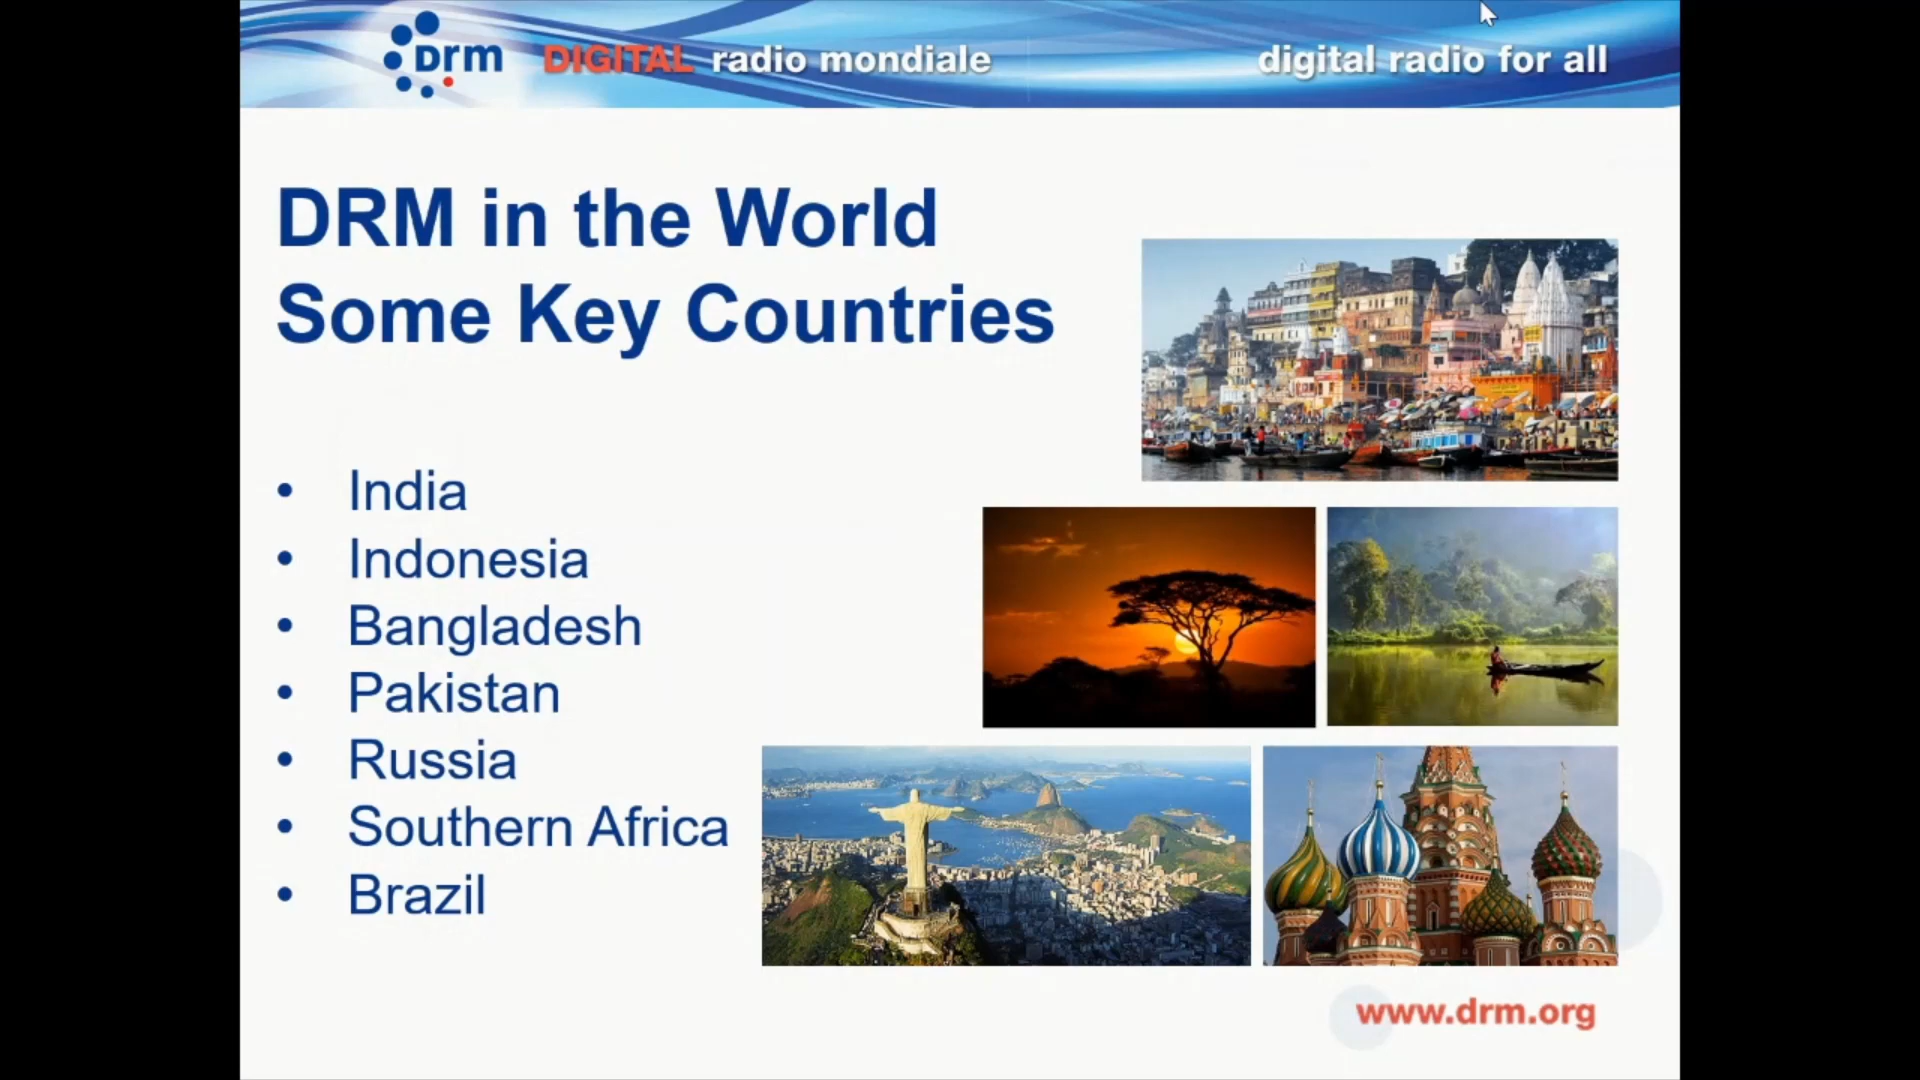 Drm DIGITAL radio mondiale digital radio for all
DRM in the World
Some Key Countries
• India
• Indonesia
• Bangladesh
• Pakistan
• Russia
• Southern Africa
• Brazil
www.drm.org